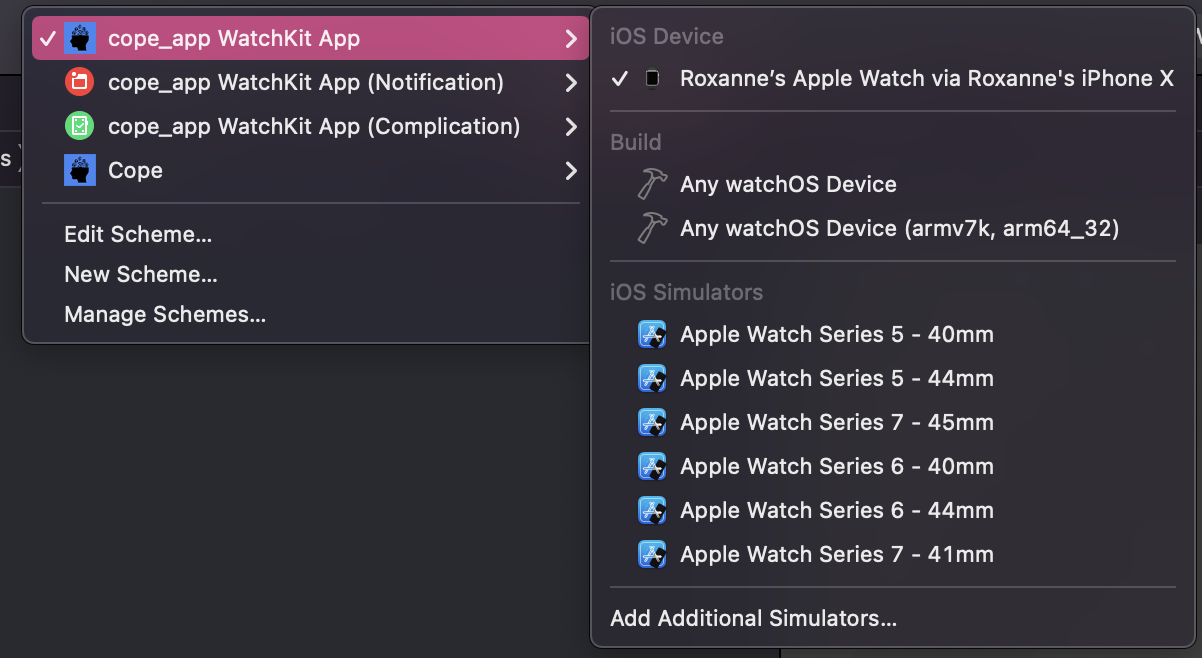 cope_app WatchKit App
cope_app WatchKit App (Notification)
cope_app WatchKit App (Complication)
Cope
Edit Scheme...
New Scheme...
Manage Schemes...
iOS Device
Roxanne’s Apple Watch via Roxanne's iPhone X
Build
Any watchOS Device
Any watchOS Device (armv7k, arm64_32)
iOS Simulators
Apple Watch Series 5 - 40mm
Apple Watch Series 5 - 44mm
Apple Watch Series 7 - 45mm
Apple Watch Series 6 - 40mm
Apple Watch Series 6 - 44mm
Apple Watch Series 7 - 41mm
Add Additional Simulators...